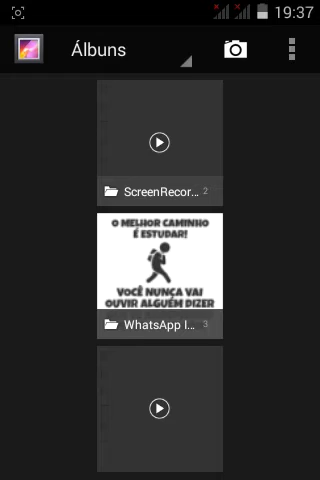 19:37
Álbuns
ScreenRecor... 2
O MELHOR CAMINHO
É ESTUDAR!
VOCÊ NUNCA VAI
OUVIR ALGUÉM DIZER
WhatsApp I... 3